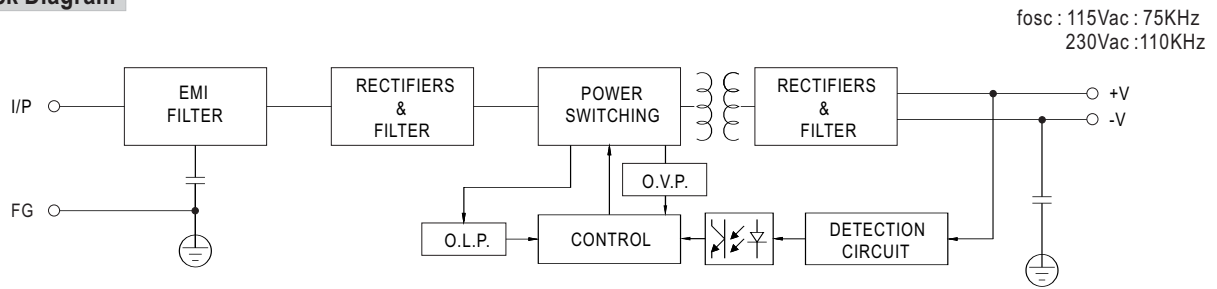 Diagram
fosc : 115Vac : 75KHz
230Vac :110KHz
I/P
EMI
FILTER
RECTIFIERS
&
FILTER
POWER
SWITCHING
RECTIFIERS
&
FILTER
+V
-V
O.V.P.
FG
O.L.P.
CONTROL
DETECTION
CIRCUIT